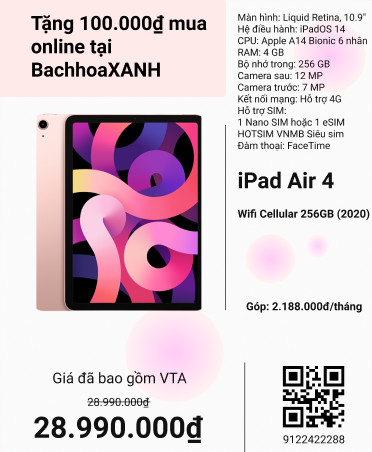 Tặng 100.000₫ mua
online tại
BachhoaXANH
Màn hình: Liquid Retina, 10.9"
Hệ điều hành: iPadOS 14
CPU: Apple A14 Bionic 6 nhân
RAM: 4 GB
Bộ nhớ trong: 256 GB
Camera sau: 12 MP
Camera trước: 7 MP
Kết nối mạng: Hỗ trợ 4G
Hỗ trợ SIM:
1 Nano SIM hoặc 1 eSIM
HOTSIM VNMB Siêu sim
Đàm thoại: FaceTime
iPad Air 4
Wifi Cellular 256GB (2020)
Góp: 2.188.000₫/tháng
Giá đã bao gồm VTA
28.990.000₫
28.990.000₫
9122422288